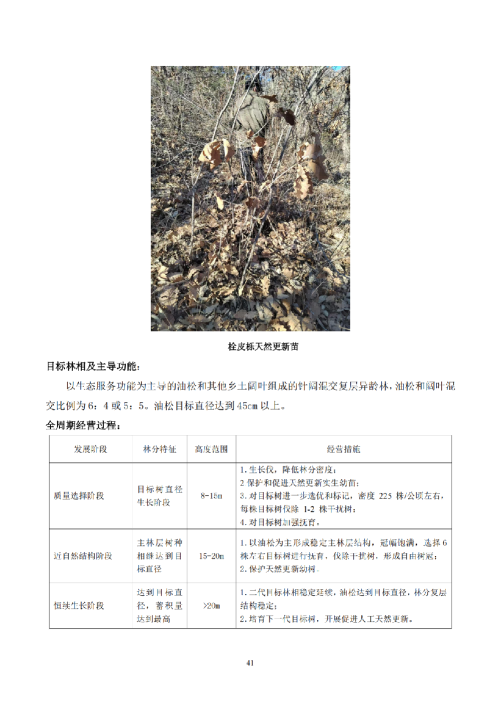 栓皮栎天然更新苗
目标林相及主导功能：
以生态服务功能为主导的油松和其他乡土阔叶组成的针阔混交复层异龄林，油松和阔叶混
交比例为6：4或5：5。油松目标直径达到45cm以上。
全周期经营过程：
发展阶段 林分特征 高度范围 经营措施
质量选择阶段
目标树直径
生长阶段
8-15m
1.生长伐，降低林分密度；
2保护和促进天然更新实生幼苗；
3.对目标树进一步选优和标记，密度 225 株/公顷左右，
每株目标树仅除 1-2 株干扰树；
4.对目标树加强抚育。
近自然结构阶段
主林层树种
相继达到目
标直径
15-20m
1.以油松为主形成稳定主林层结构，冠幅饱满，选择6
株左右目标树进行抚育，伐除干扰树，形成自由树冠；
2.保护天然更新幼树。
恒续生长阶段
达到目标直
径，蓄积量
达到最高
>20m
1.二代目标林相稳定延续，油松达到目标直径，林分复层
结构稳定；
2.培育下一代目标树，开展促进人工天然更新。
41